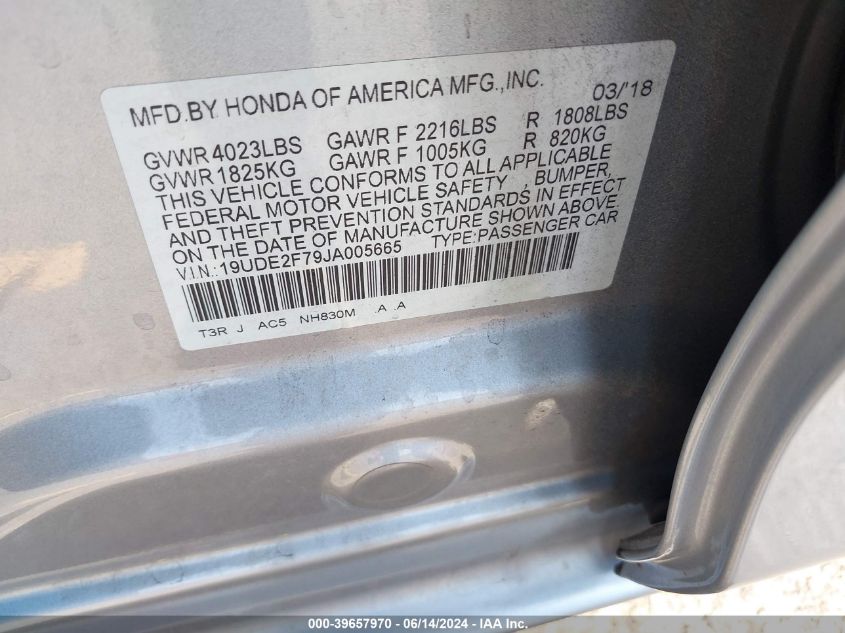 MFD.BY HONDA OF AMERICA MFG.,INC. 03/'18
GVWR 4023LBS GAWR F 2216LBS R 1808LBS
GVWR 1825KG GAWR F 1005KG R 820KG
THIS VEHICLE CONFORMS TO ALL APPLICABLE
FEDERAL MOTOR VEHICLE SAFETY , BUMPER,
AND THEFT PREVENTION STANDARDS IN EFFECT
ON THE DATE OF MANUFACTURE SHOWN ABOVE.
V.I.N.:19UDE2F79JA005665 TYPE:PASSENGER CAR
T3R J AC5 NH830M .A .A
000-39657970 - 06/14/2024 - IAA Inc.